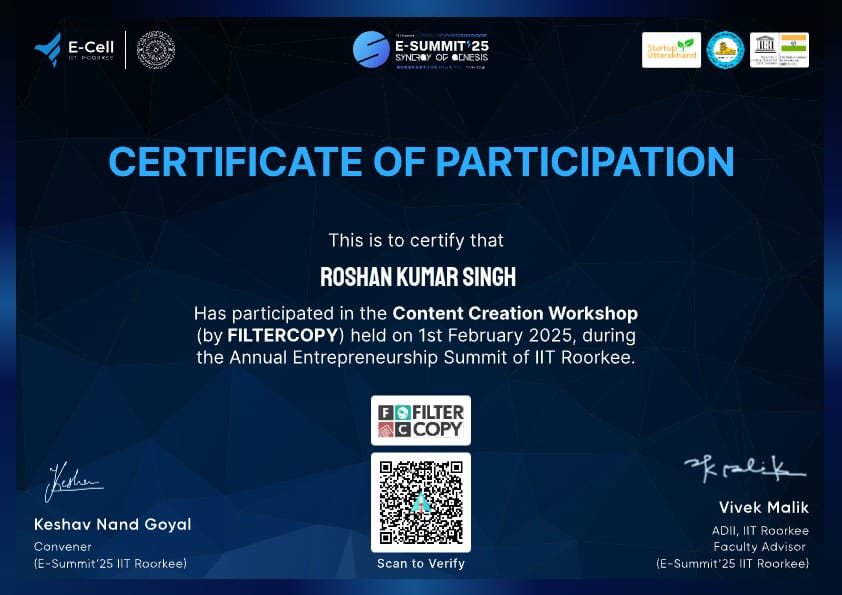 E-Cell
IIT ROORKEE
E-SUMMIT'25
SYNERGY OF GENESIS
Startup
Uttarakhand
CERTIFICATE OF PARTICIPATION
This is to certify that
ROSHAN KUMAR SINGH
Has participated in the Content Creation Workshop
(by FILTERCOPY) held on 1st February 2025, during
the Annual Entrepreneurship Summit of IIT Roorkee.
F FILTER
C COPY
Keshav Nand Goyal
Convener
(E-Summit'25 IIT Roorkee)
Scan to Verify
Vivek Malik
ADII, IIT Roorkee
Faculty Advisor
(E-Summit'25 IIT Roorkee)